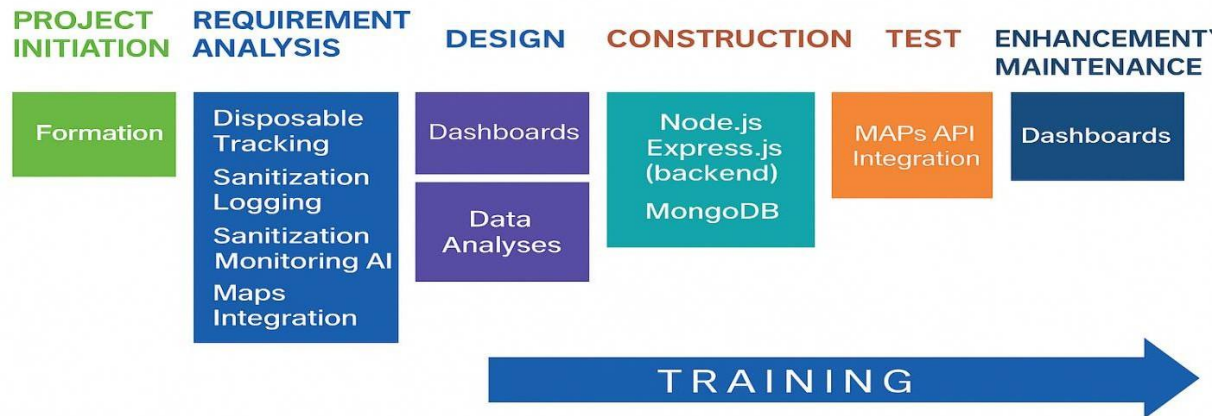 PROJECT
INITIATION
REQUIREMENT
ANALYSIS
DESIGN
CONSTRUCTION
TEST
ENHANCEMENT
MAINTENANCE
Formation
Disposable
Tracking
Sanitization
Logging
Sanitization
Monitoring AI
Maps
Integration
Dashboards
Data
Analyses
Node.js
Express.js
(backend)
MongoDB
MAPs API
Integration
Dashboards
TRAINING